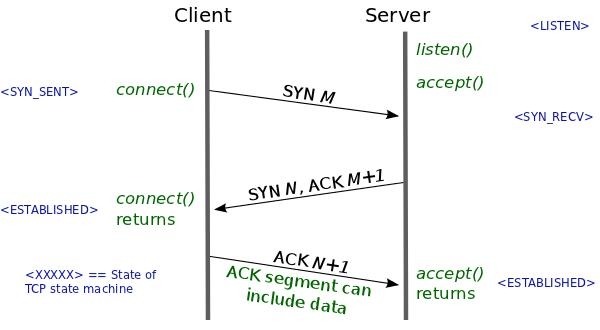 Client
Server
<LISTEN>
listen()
<SYN_SENT>
connect()
SYN M
accept()
<SYN_RECV>
SYN N, ACK M+1
<ESTABLISHED>
connect()
returns
ACK N+1
ACK segment can
include data
<XXXXX> == State of
TCP state machine
accept()
returns
<ESTABLISHED>